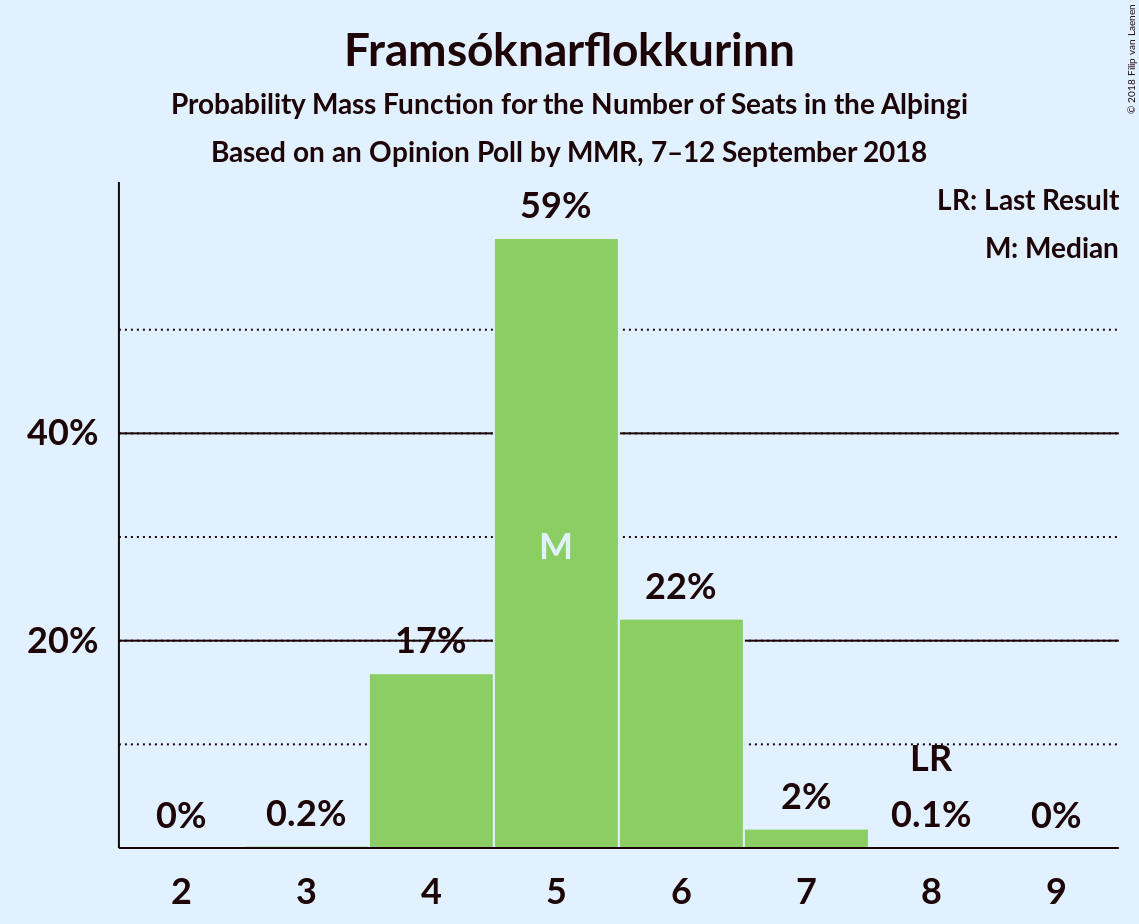 Framsóknarflokkurinn
Probability Mass Function for the Number of Seats in the Alþingi
Based on an Opinion Poll by MMR, 7–12 September 2018
© 2018 Filip van Laenen
LR: Last Result
M: Median
59%
40%
M
22%
20%
17%
LR
2%
0%
0.2%
0.1%
0%
2 3 4 5 6 7 8 9